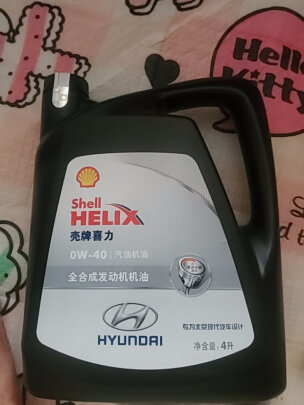 Hello
Kitty
Shell
HELIX
壳牌喜力
0W-40 汽油机油
全合成发动机机油
HYUNDAI
专为北京现代汽车设计
净含量: 4升